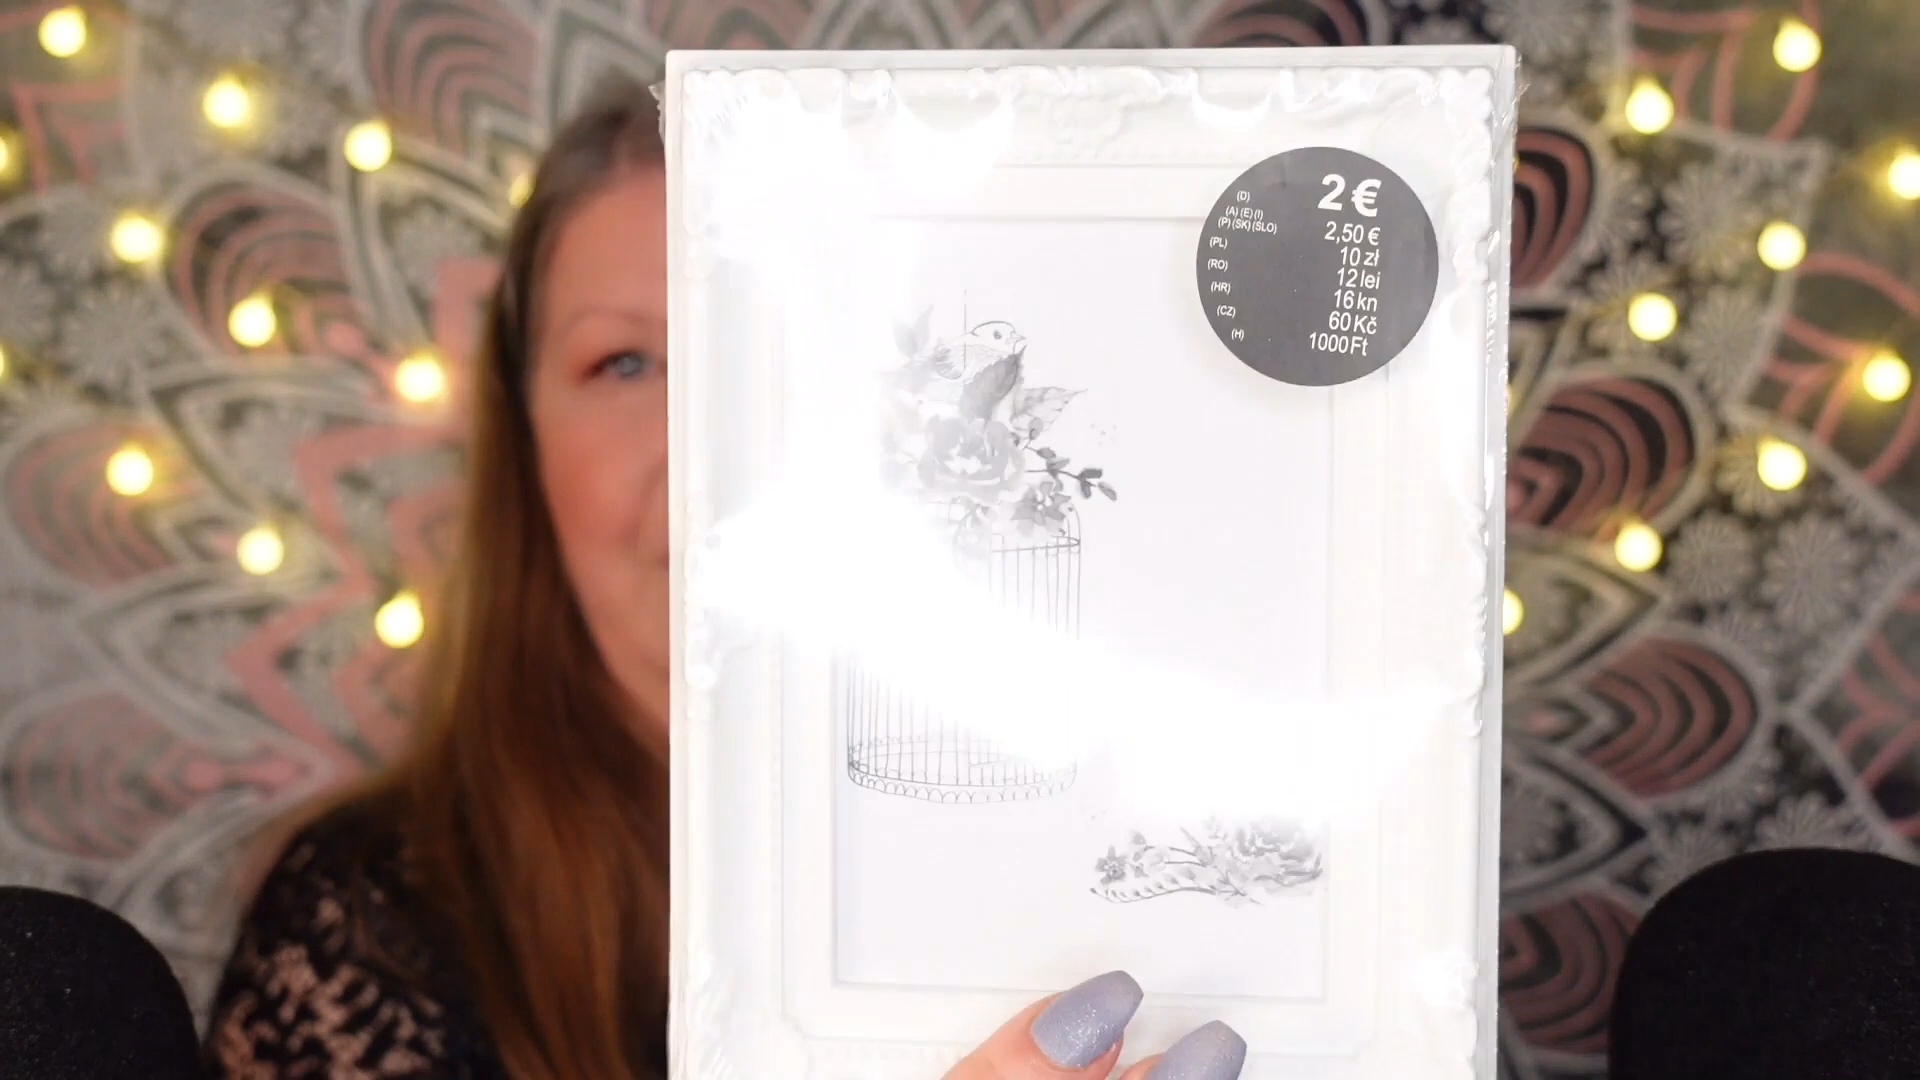 (D) 2 €
(A) (E) (I)
(P) (SK) (SLO) 2,50 €
(PL) 10 zł
(RO) 12 lei
(HR) 16 kn
(CZ) 60 Kč
(H) 1000 Ft